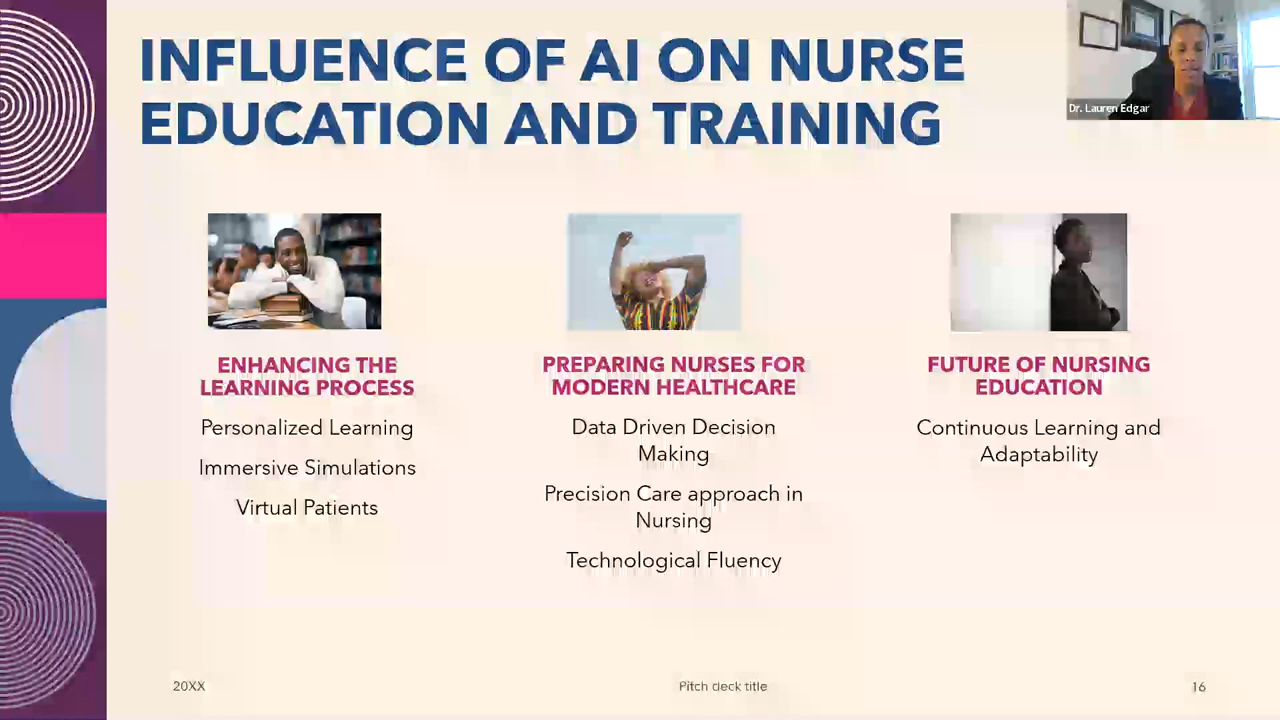 INFLUENCE OF AI ON NURSE
EDUCATION AND TRAINING
Dr. Lauren Edgar
ENHANCING THE
LEARNING PROCESS
Personalized Learning
Immersive Simulations
Virtual Patients
PREPARING NURSES FOR
MODERN HEALTHCARE
Data Driven Decision
Making
Precision Care approach in
Nursing
Technological Fluency
FUTURE OF NURSING
EDUCATION
Continuous Learning and
Adaptability
20XX
Pitch deck title
16